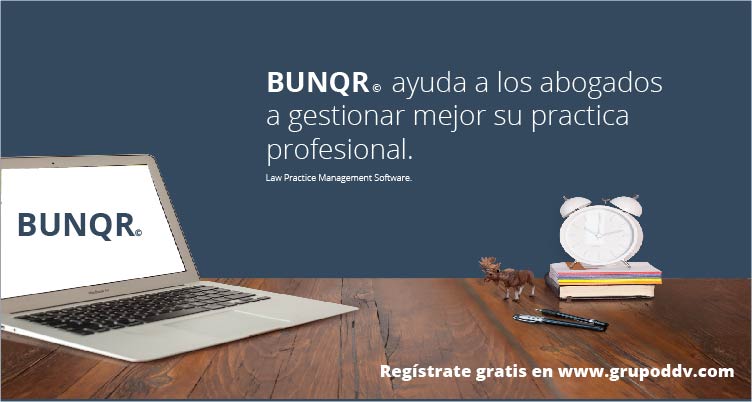 BUNQR© ayuda a los abogados
a gestionar mejor su practica
profesional.
Law Practice Management Software.
BUNQR©
Regístrate gratis en www.grupoddv.com